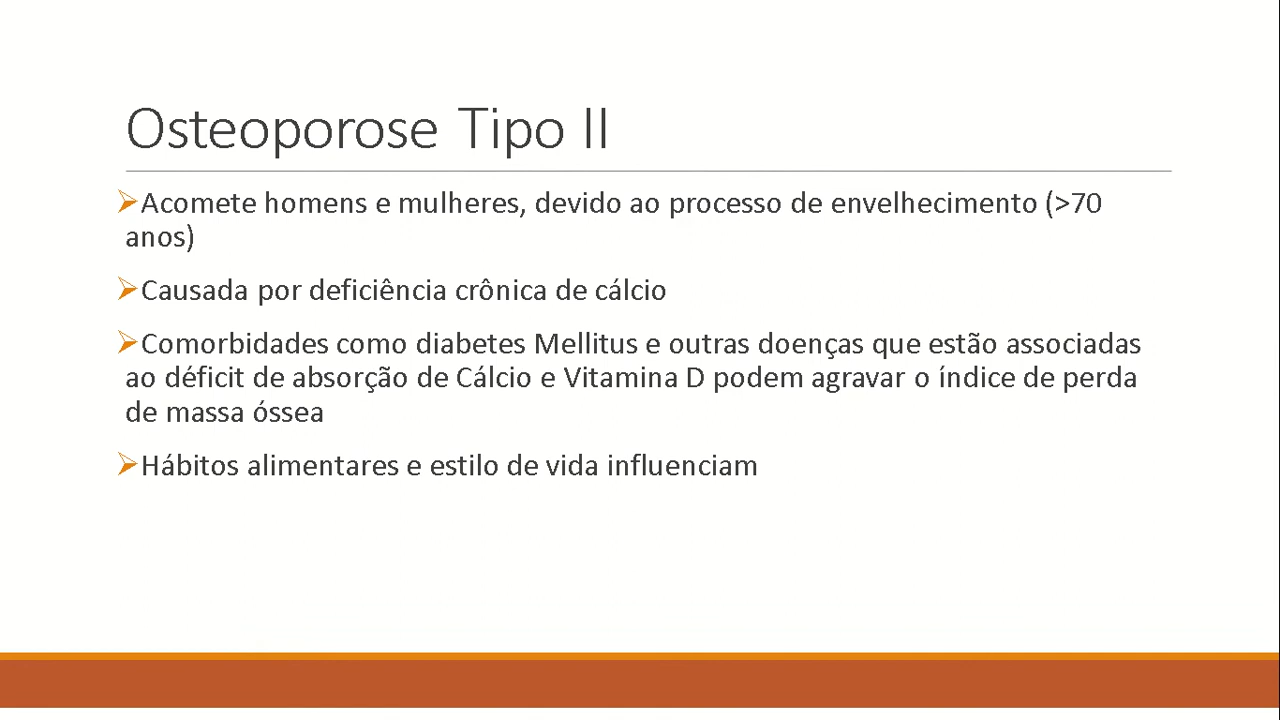 Osteoporose Tipo II
➢Acomete homens e mulheres, devido ao processo de envelhecimento (>70
anos)
➢Causada por deficiência crônica de cálcio
➢Comorbidades como diabetes Mellitus e outras doenças que estão associadas
ao déficit de absorção de Cálcio e Vitamina D podem agravar o índice de perda
de massa óssea
➢Hábitos alimentares e estilo de vida influenciam